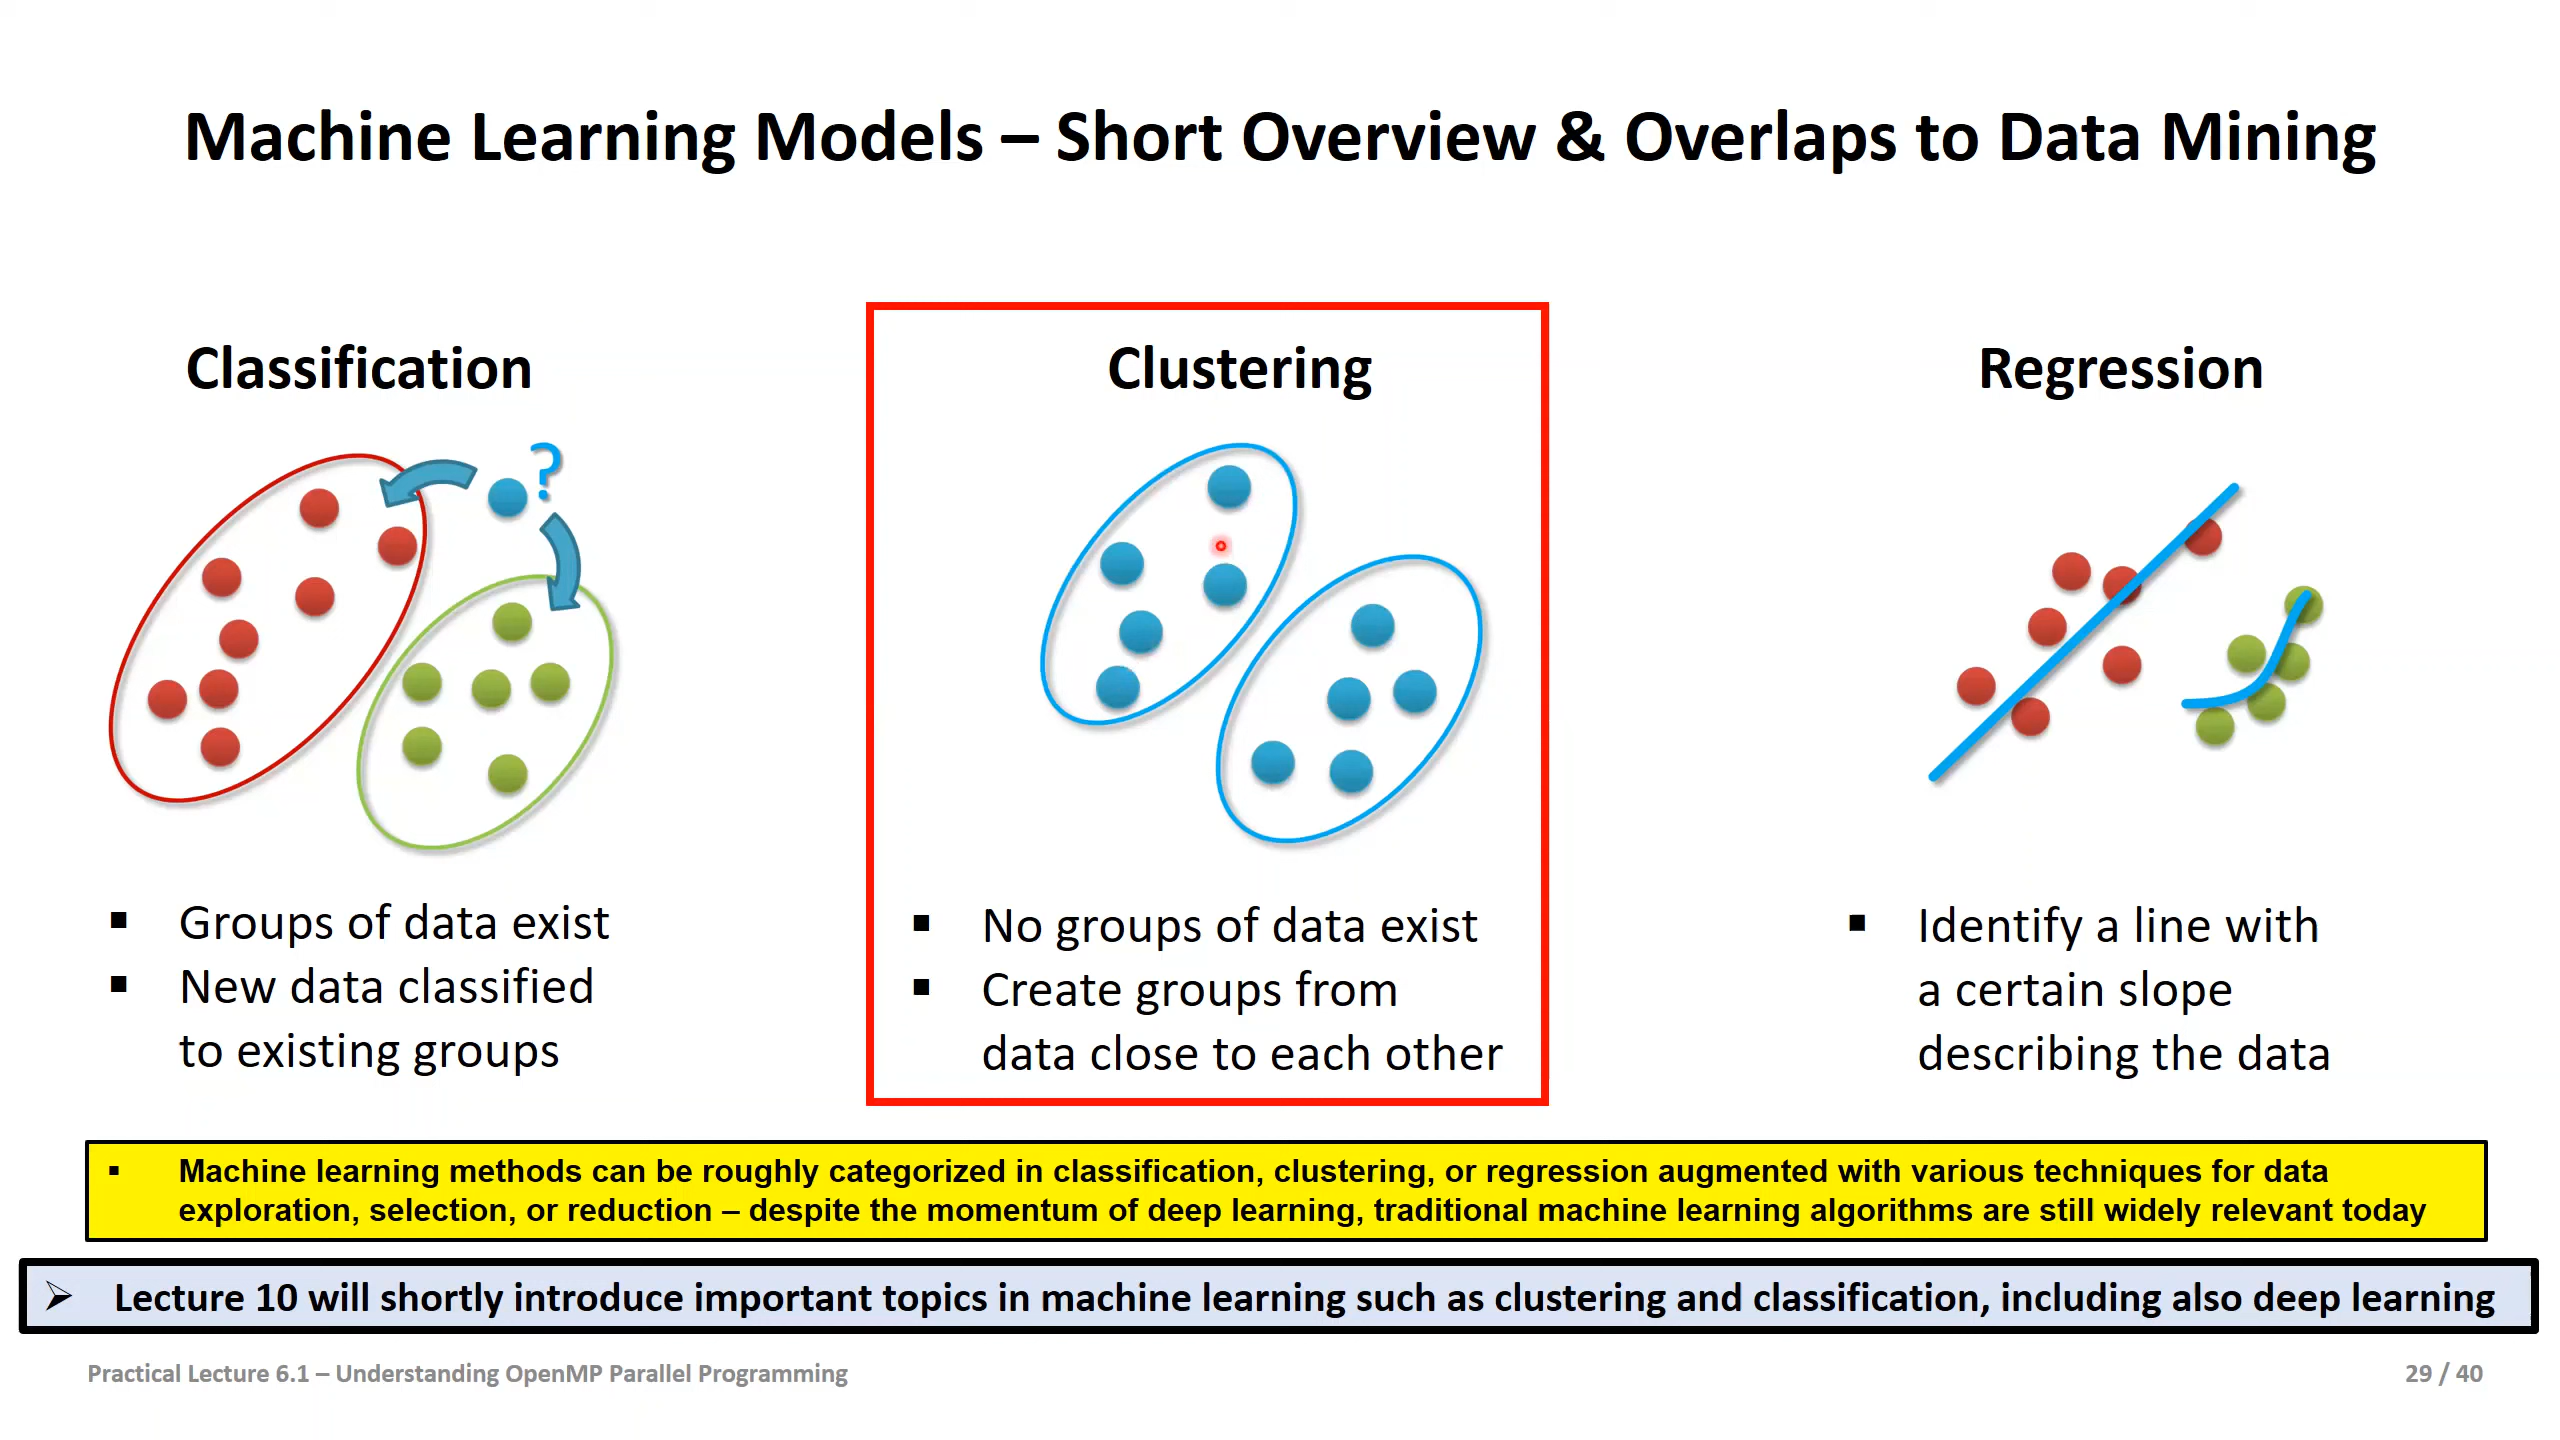 Machine Learning Models – Short Overview & Overlaps to Data Mining
Classification
?
▪ Groups of data exist
▪ New data classified
to existing groups
Clustering
▪ No groups of data exist
▪ Create groups from
data close to each other
Regression
▪ Identify a line with
a certain slope
describing the data
▪ Machine learning methods can be roughly categorized in classification, clustering, or regression augmented with various techniques for data
exploration, selection, or reduction – despite the momentum of deep learning, traditional machine learning algorithms are still widely relevant today
➢ Lecture 10 will shortly introduce important topics in machine learning such as clustering and classification, including also deep learning
Practical Lecture 6.1 – Understanding OpenMP Parallel Programming
29 / 40